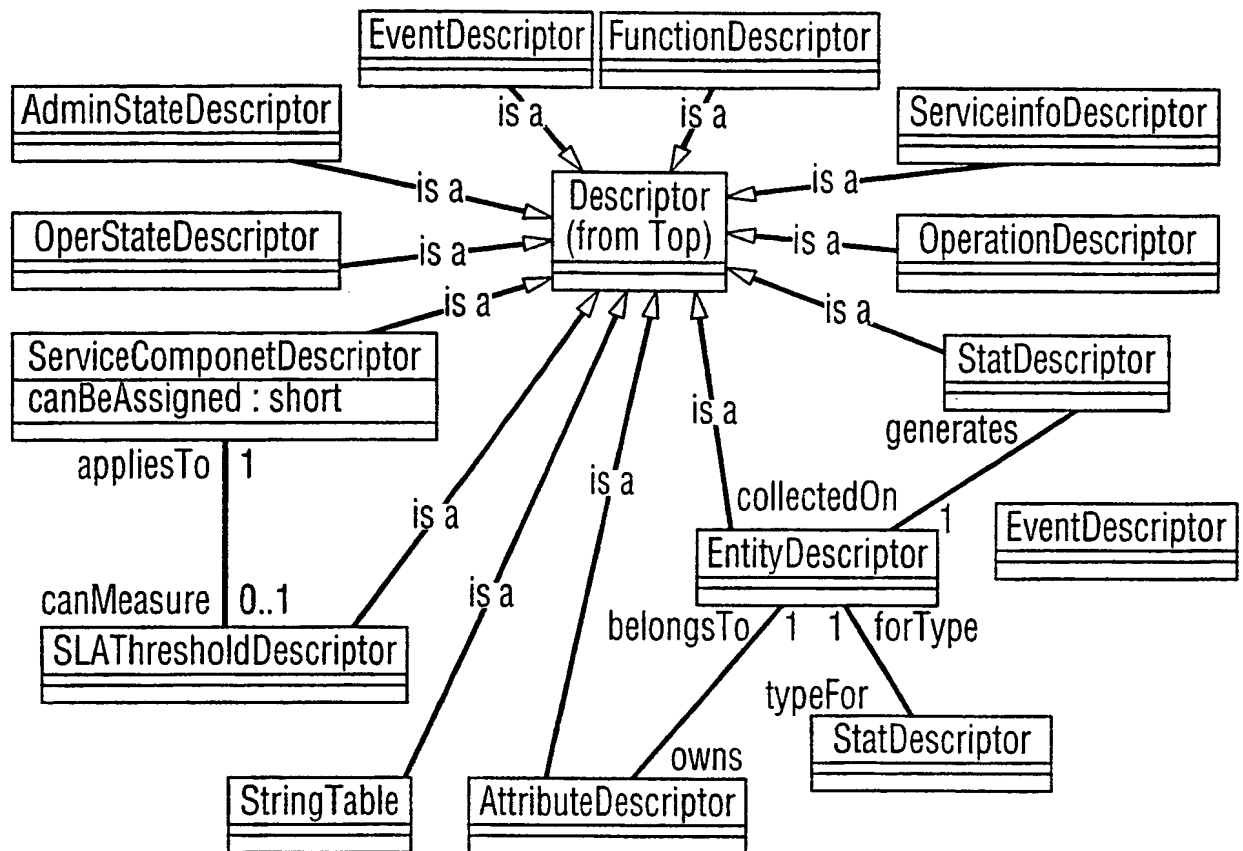 EventDescriptor
FunctionDescriptor
AdminStateDescriptor
ServiceinfoDescriptor
is a
is a
is a
is a
Descriptor
(from Top)
OperStateDescriptor
is a
is a
OperationDescriptor
is a
is a
ServiceComponetDescriptor
canBeAssigned : short
StatDescriptor
is a
generates
appliesTo 1
is a
is a
collectedOn
1
EventDescriptor
EntityDescriptor
canMeasure 0..1
is a
belongsTo 1 1 forType
SLAThresholdDescriptor
typeFor
StatDescriptor
owns
StringTable
AttributeDescriptor